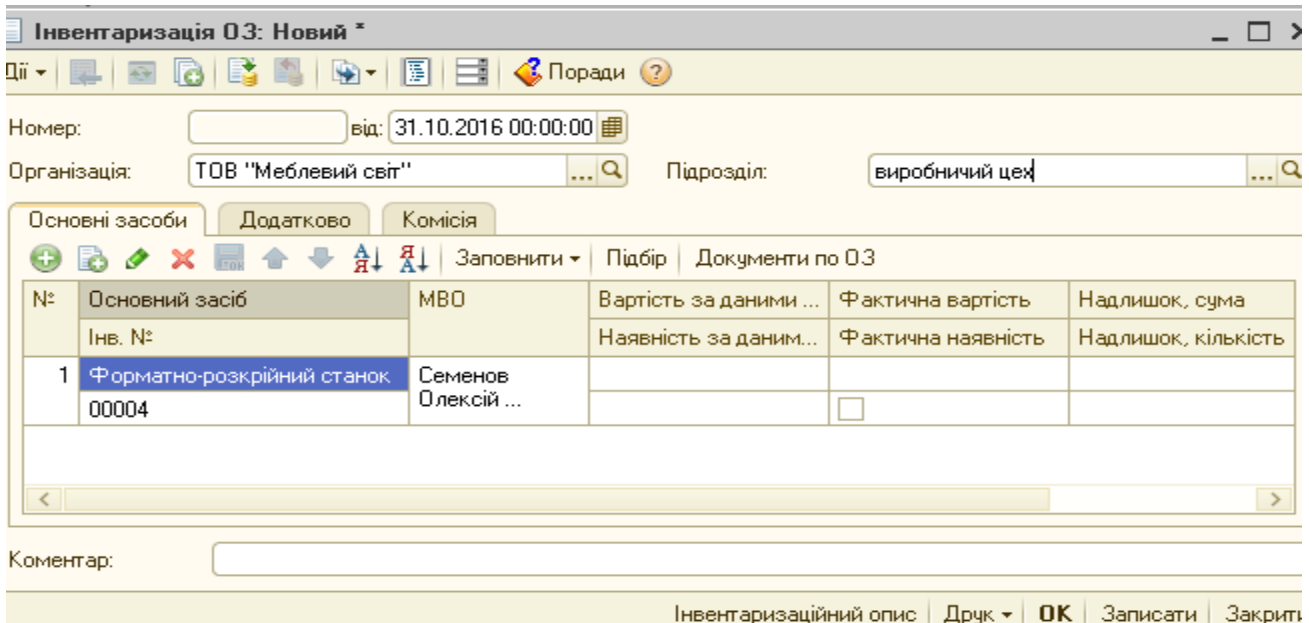 Інвентаризація ОЗ: Новий *
Дії Поради
Номер: від: 31.10.2016 00:00:00
Організація: ТОВ "Меблевий світ" ... Підрозділ: виробничий цех ...
Основні засоби Додатково Комісія
Заповнити Підбір Документи по ОЗ
№ Основний засіб МВО Вартість за даними ... Фактична вартість Надлишок, сума
Інв. № Наявність за даним... Фактична наявність Надлишок, кількість
1 Форматно-розкрійний станок Семенов
00004 Олексій ...
Коментар:
Інвентаризаційний опис Друк OK Записати Закрити